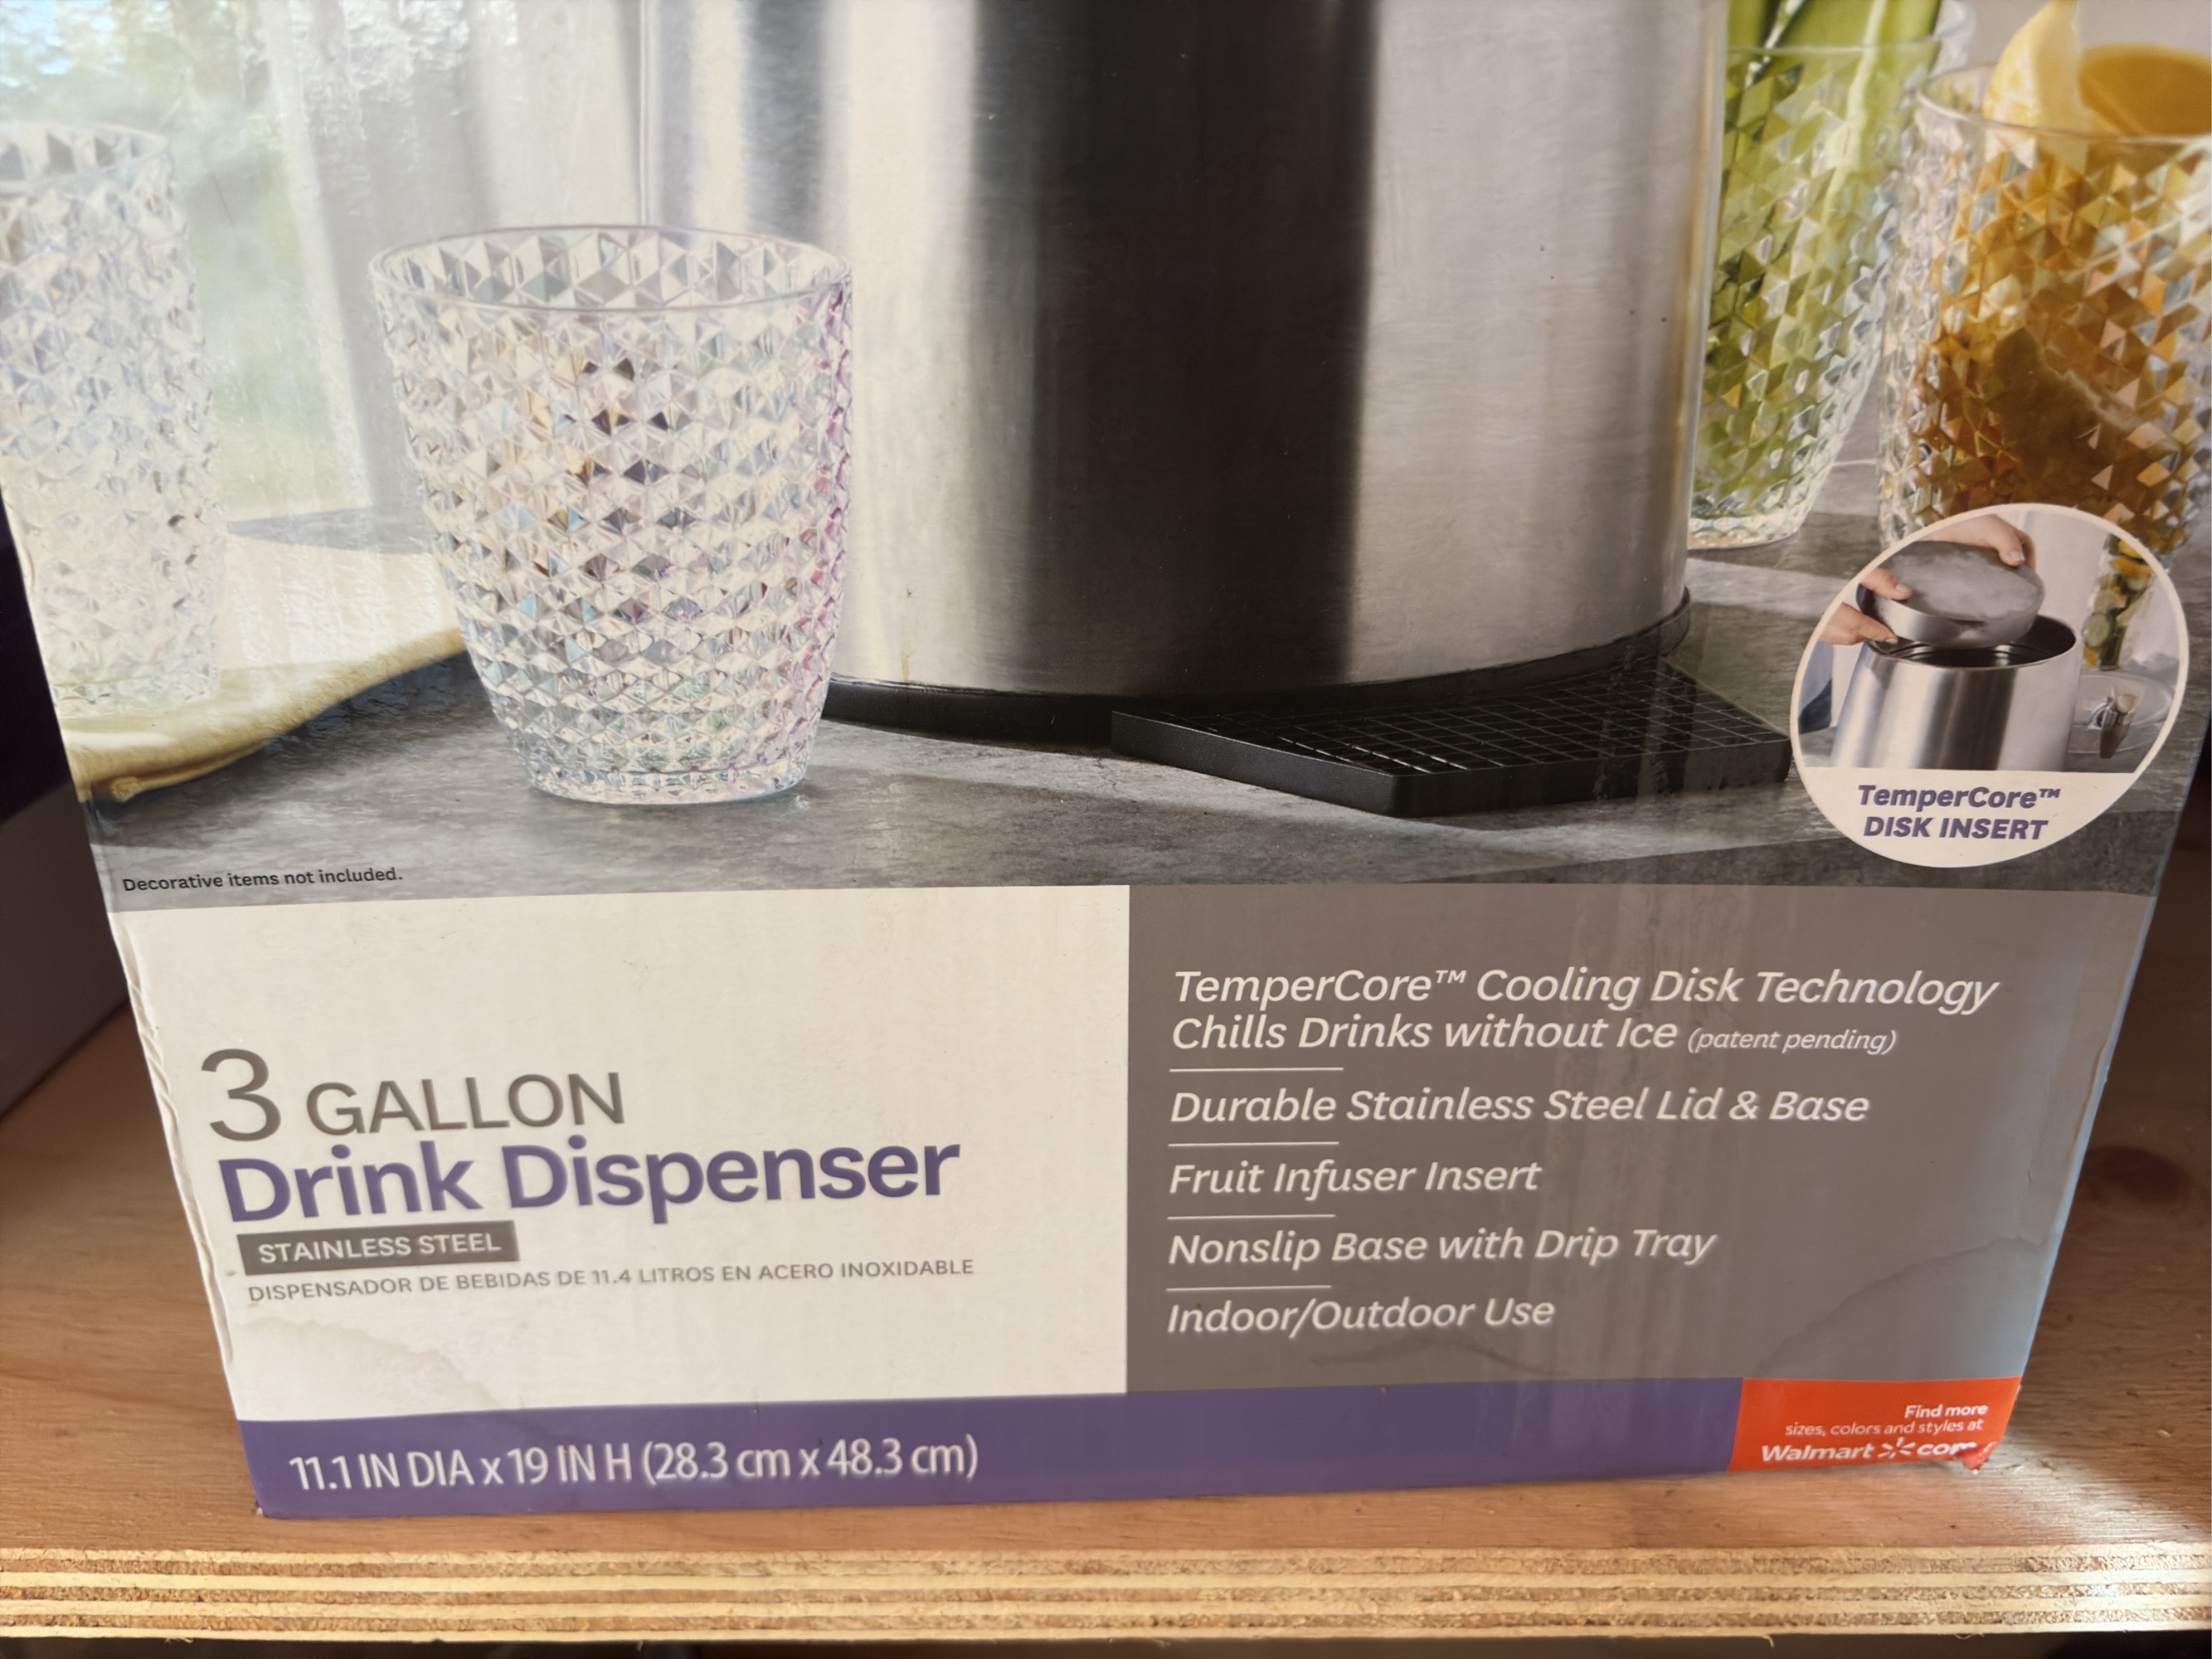 TemperCore™
DISK INSERT
Decorative items not included.
3 GALLON
Drink Dispenser
STAINLESS STEEL
DISPENSADOR DE BEBIDAS DE 11.4 LITROS EN ACERO INOXIDABLE
TemperCore™ Cooling Disk Technology
Chills Drinks without Ice (patent pending)
Durable Stainless Steel Lid & Base
Fruit Infuser Insert
Nonslip Base with Drip Tray
Indoor/Outdoor Use
11.1 IN DIA x 19 IN H (28.3 cm x 48.3 cm)
Find more
sizes, colors and styles at
Walmart com